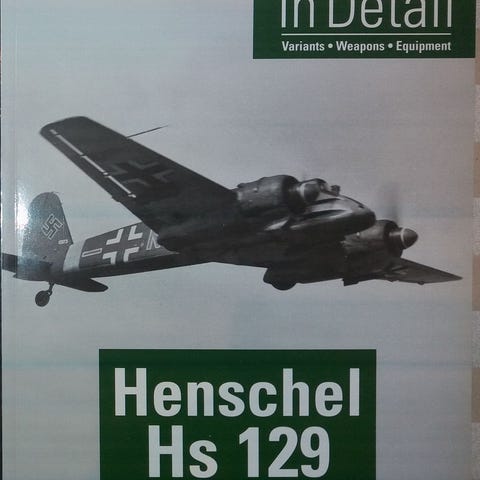 in Detail
Variants • Weapons • Equipment
Henschel
Hs 129